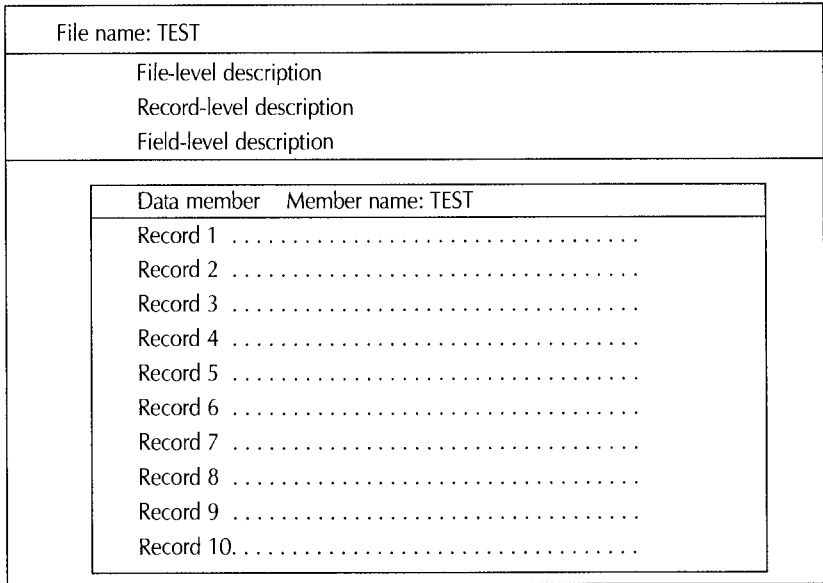 File name: TEST
File-level description
Record-level description
Field-level description
Data member Member name: TEST
Record 1 . . . . . . . . . . . . . . . . . . . . . . . . . . . . . . . . . . .
Record 2 . . . . . . . . . . . . . . . . . . . . . . . . . . . . . . . . . . .
Record 3 . . . . . . . . . . . . . . . . . . . . . . . . . . . . . . . . . . .
Record 4 . . . . . . . . . . . . . . . . . . . . . . . . . . . . . . . . . . .
Record 5 . . . . . . . . . . . . . . . . . . . . . . . . . . . . . . . . . . .
Record 6 . . . . . . . . . . . . . . . . . . . . . . . . . . . . . . . . . . .
Record 7 . . . . . . . . . . . . . . . . . . . . . . . . . . . . . . . . . . .
Record 8 . . . . . . . . . . . . . . . . . . . . . . . . . . . . . . . . . . .
Record 9 . . . . . . . . . . . . . . . . . . . . . . . . . . . . . . . . . . .
Record 10. . . . . . . . . . . . . . . . . . . . . . . . . . . . . . . . . . .